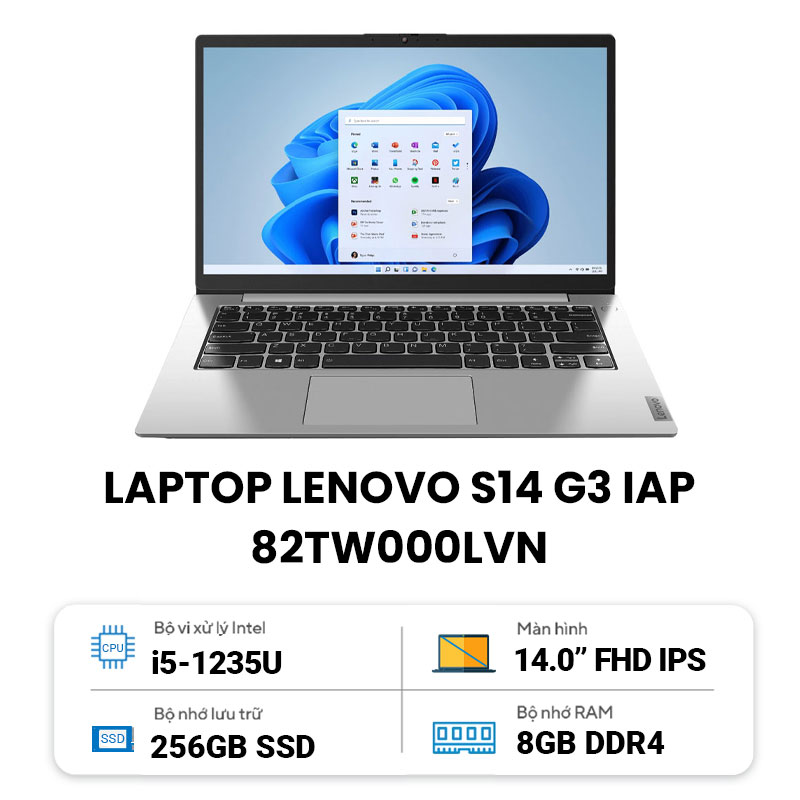 LAPTOP LENOVO S14 G3 IAP
82TW000LVN
Bộ vi xử lý Intel
CPU
i5-1235U
Màn hình
14.0” FHD IPS
Bộ nhớ lưu trữ
SSD
256GB SSD
Bộ nhớ RAM
8GB DDR4
Lenovo